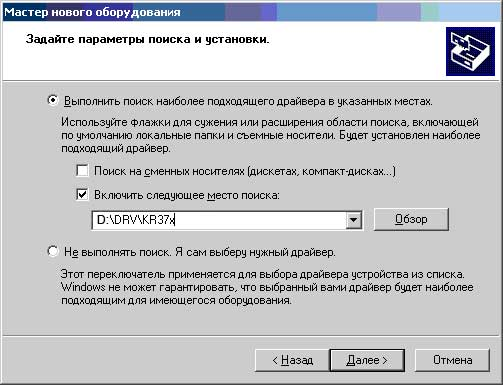 Мастер нового оборудования
Задайте параметры поиска и установки.
Выполнить поиск наиболее подходящего драйвера в указанных местах.
Используйте флажки для сужения или расширения области поиска, включающей
по умолчанию локальные папки и съемные носители. Будет установлен наиболее
подходящий драйвер.
Поиск на сменных носителях (дискетах, компакт-дисках...)
Включить следующее место поиска:
D:\DRV\KR37x
Обзор
Не выполнять поиск. Я сам выберу нужный драйвер.
Этот переключатель применяется для выбора драйвера устройства из списка.
Windows не может гарантировать, что выбранный вами драйвер будет наиболее
подходящим для имеющегося оборудования.
< Назад
Далее >
Отмена